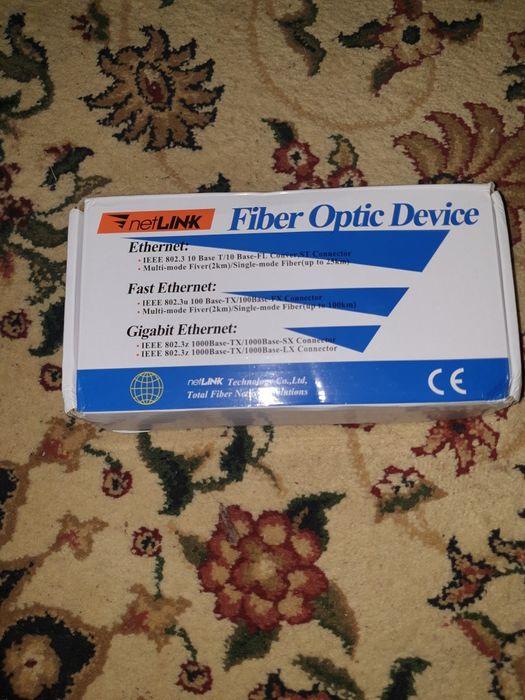 netLINK Fiber Optic Device
Ethernet:
· IEEE 802.3 10 Base T/10 Base-FL Conver,ST Connector
· Multi-mode Fiver(2km)/Single-mode Fiber(up to 25km)
Fast Ethernet:
· IEEE 802.3u 100 Base-TX/100Base-FX Connector
· Multi-mode Fiver(2km)/Single-mode Fiber(up to 100km)
Gigabit Ethernet:
· IEEE 802.3z 1000Base-TX/1000Base-SX Connector
· IEEE 802.3z 1000Base-TX/1000Base-LX Connector
netLINK Technology Co.,Ltd.
Total Fiber Network Solutions
CE